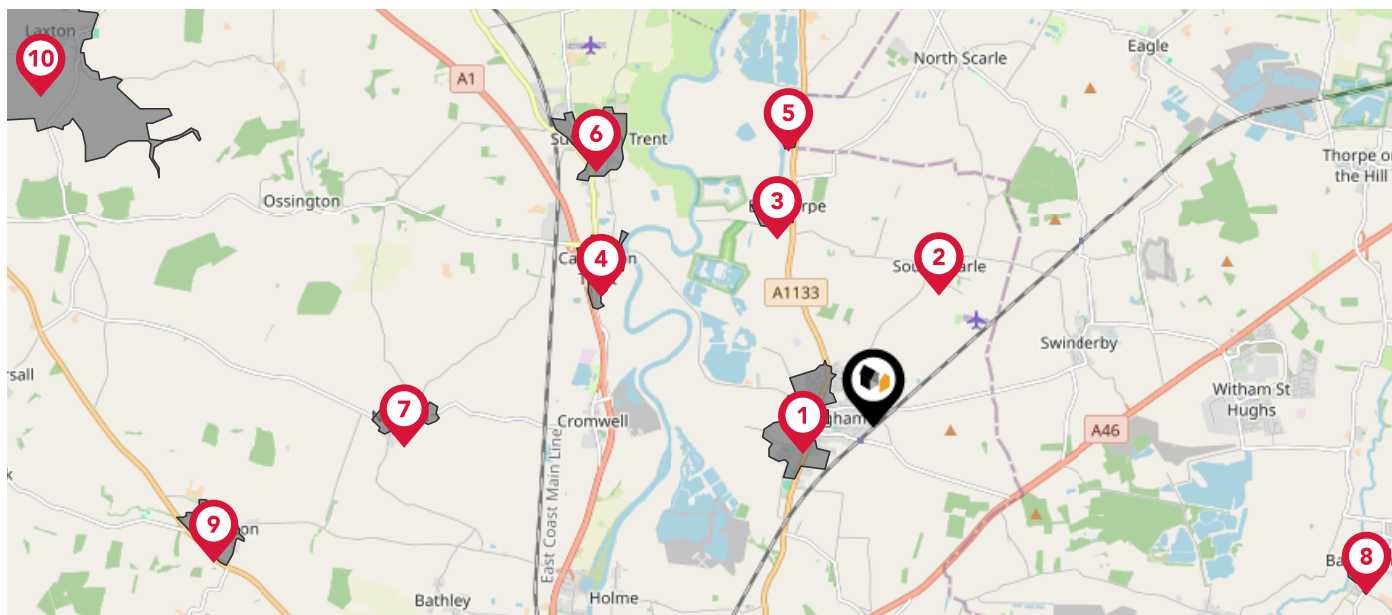 Laxton
10
A1
North Scarle
Eagle
5
6
Trent
Thorpe o
the Hill
Ossington
3
2
4
A1133
Swinderby
Witham St
Hughs
7
Cromwell
1
A46
East Coast Main Line
9
8
Bathley
Holme